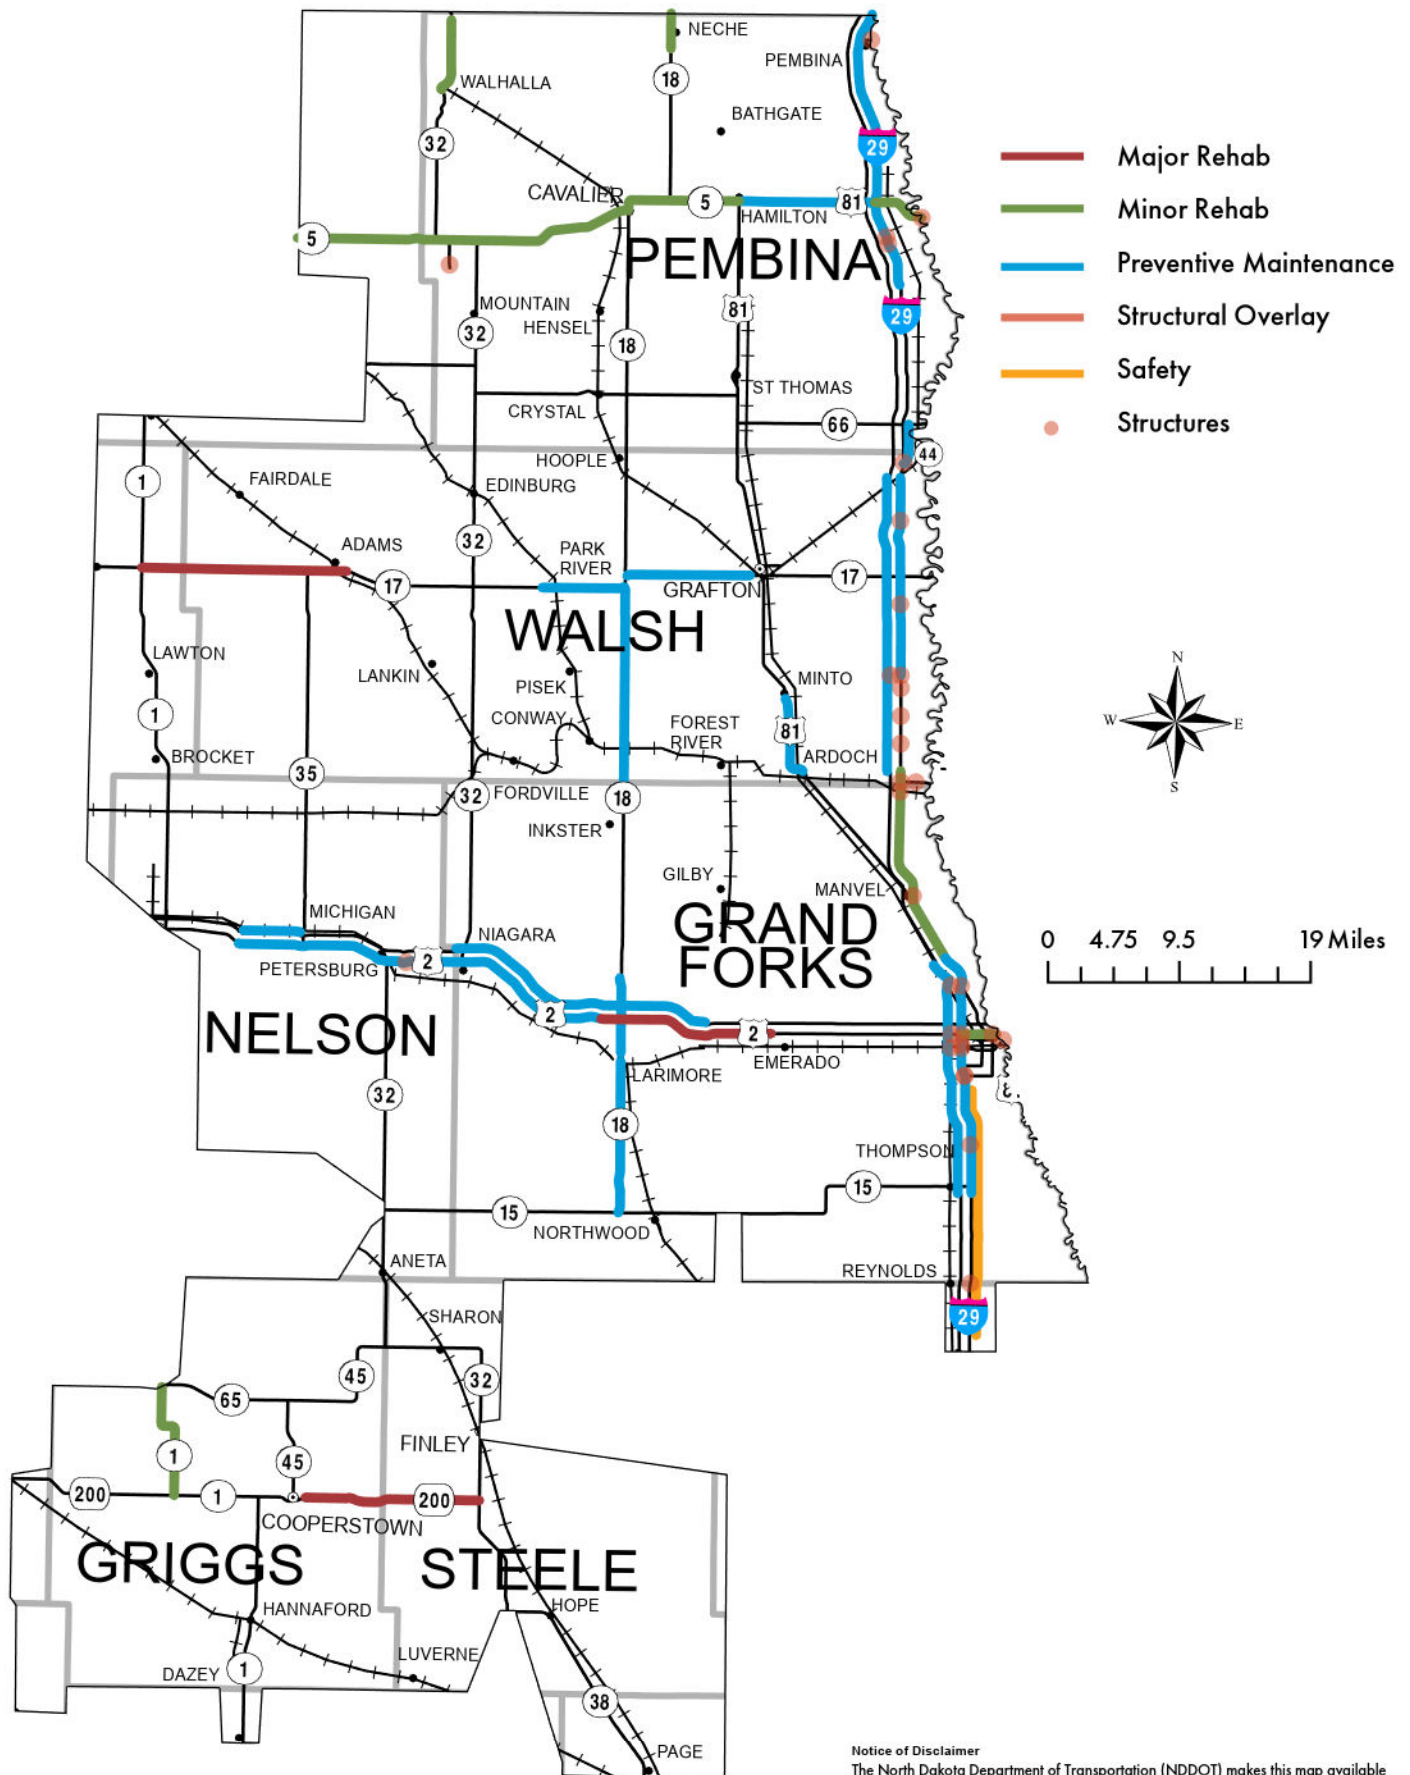 NECHE
PEMBINA
18
WALHALLA
BATHGATE
32
29
Major Rehab
CAVALIER
5
81
Minor Rehab
HAMILTON
5
PEMBINA
Preventive Maintenance
MOUNTAIN
81
29
Structural Overlay
HENSEL
32
18
Safety
ST THOMAS
CRYSTAL
66
Structures
44
HOOPLE
1
FAIRDALE
EDINBURG
32
ADAMS
PARK
RIVER
17
GRAFTON
17
WALSH
LAWTON
LANKIN
PISEK
MINTO
N
1
CONWAY
FOREST
RIVER
81
W
E
BROCKET
35
ARDOCH
S
32
FORDVILLE
18
INKSTER
GILBY
MANVEL
MICHIGAN
GRAND
FORKS
NIAGARA
0 4.75 9.5 19 Miles
PETERSBURG
2
2
2
NELSON
EMERADO
LARIMORE
32
18
THOMPSON
15
15
NORTHWOOD
ANETA
REYNOLDS
SHARON
29
45
32
65
FINLEY
1
45
200
1
200
COOPERSTOWN
GRIGGS
STEELE
HANNAFORD
HOPE
LUVERNE
DAZEY
1
38
PAGE
Notice of Disclaimer
The North Dakota Department of Transportation (NDDOT) makes this map available